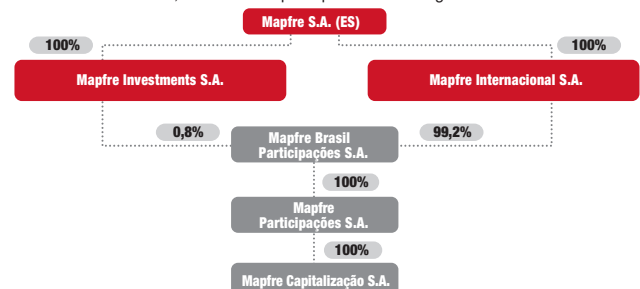 Mapfre S.A. (ES)
100%
100%
Mapfre Investments S.A.
Mapfre Internacional S.A.
0,8%
Mapfre Brasil
Participações S.A.
99,2%
100%
Mapfre
Participações S.A.
100%
Mapfre Capitalização S.A.